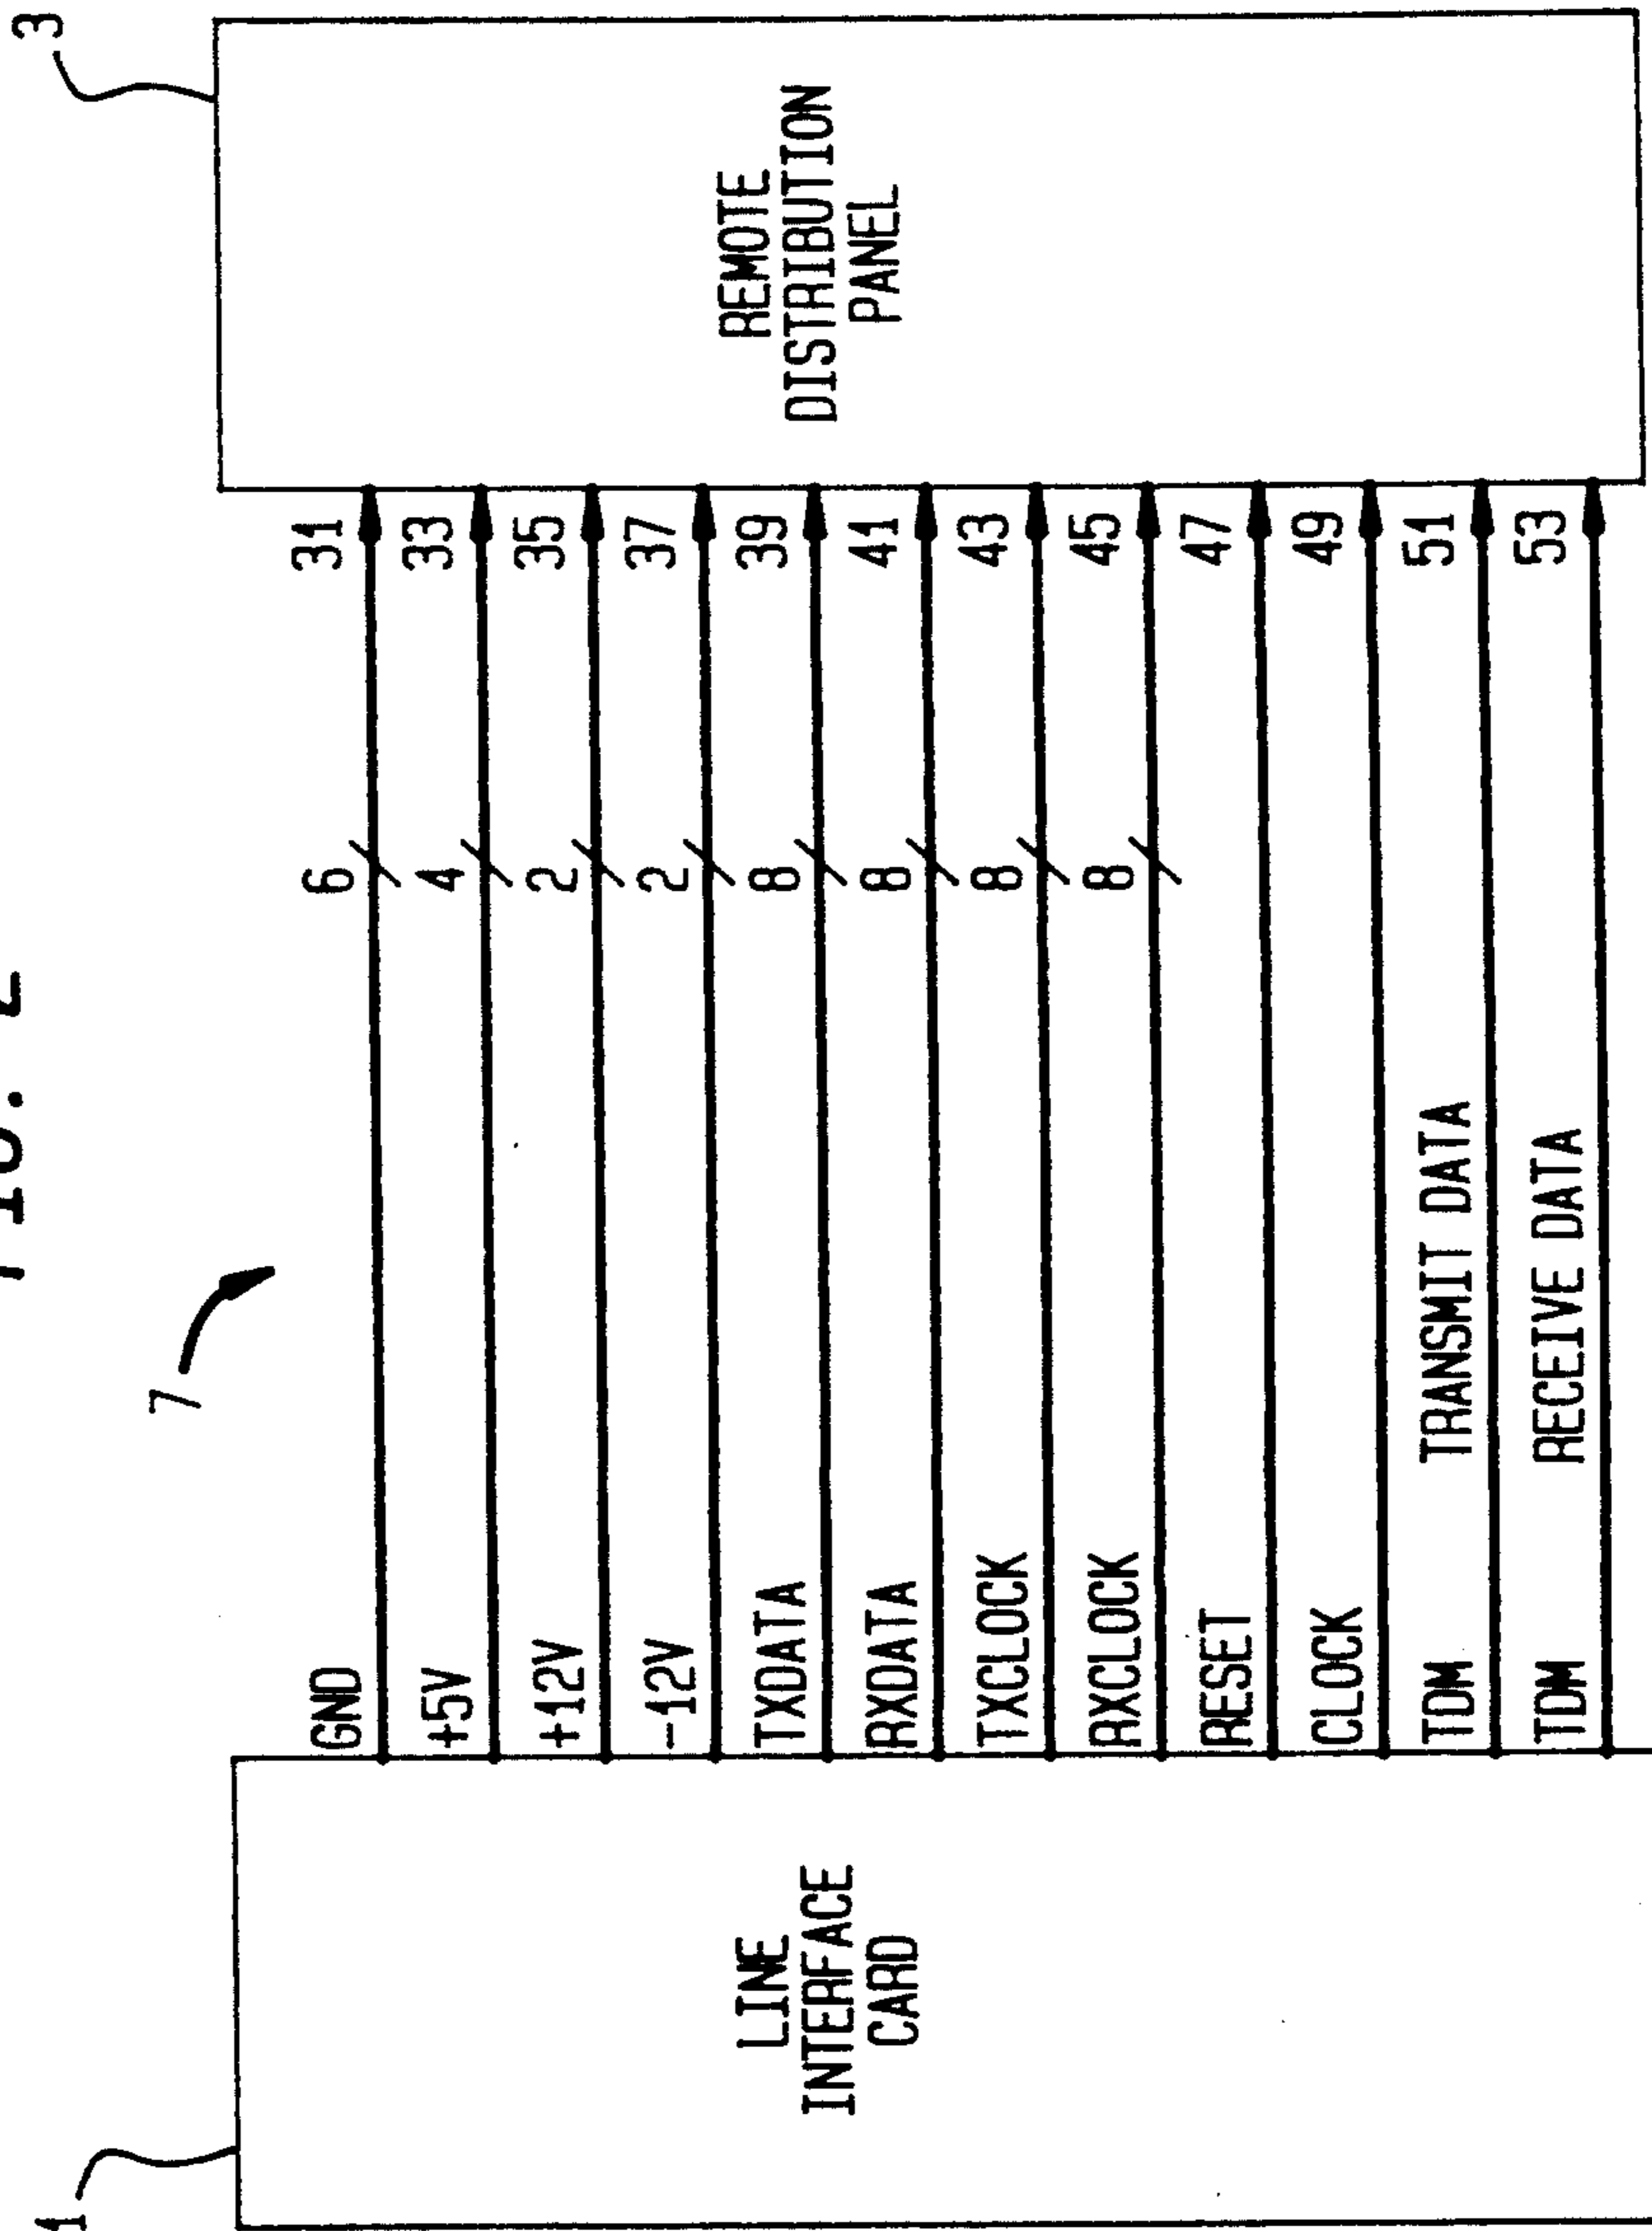 7
1
3
LINE
INTERFACE
CARD
REMOTE
DISTRIBUTION
PANEL
GND 6 31
+5V 4 33
+12V 2 35
-12V 2 37
TXDATA 8 39
RXDATA 8 41
TXCLOCK 8 43
RXCLOCK 8 45
RESET 47
CLOCK 49
TDM TRANSMIT DATA 51
TDM RECEIVE DATA 53